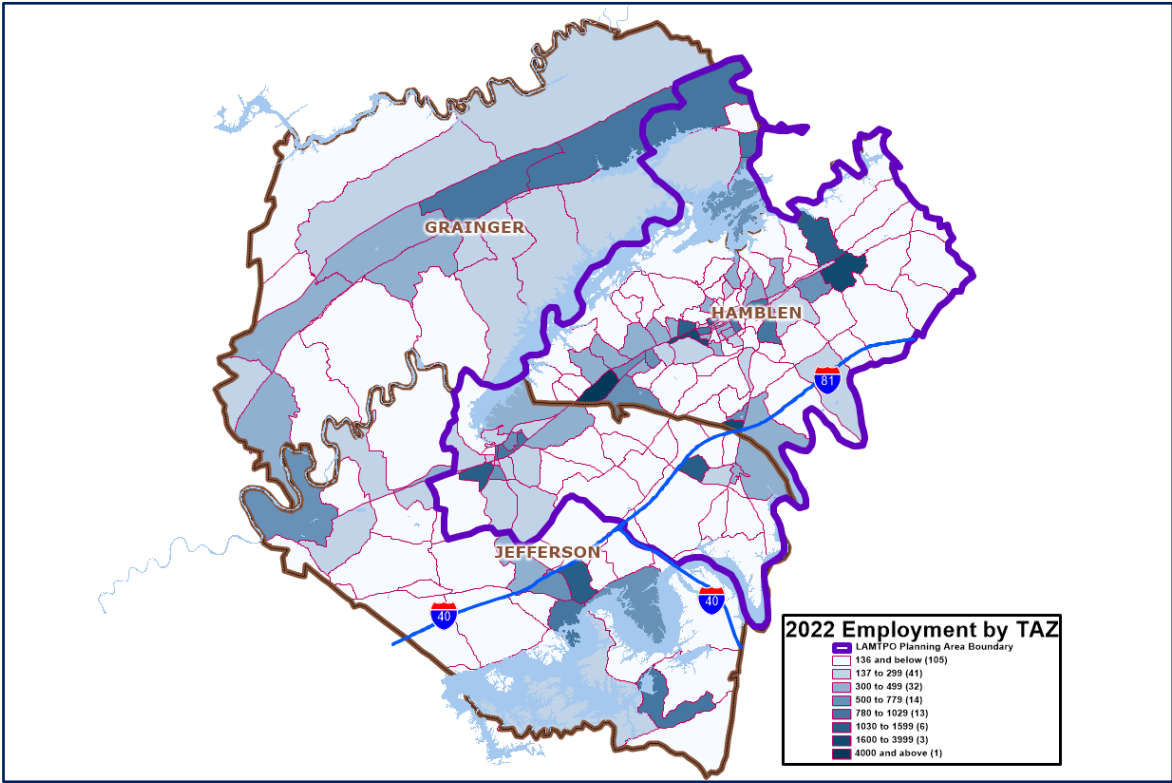 GRAINGER
HAMBLEN
81
JEFFERSON
40
40
2022 Employment by TAZ
LAMTPO Planning Area Boundary
136 and below (105)
137 to 299 (41)
300 to 499 (32)
500 to 779 (14)
780 to 1029 (13)
1030 to 1599 (6)
1600 to 3999 (3)
4000 and above (1)